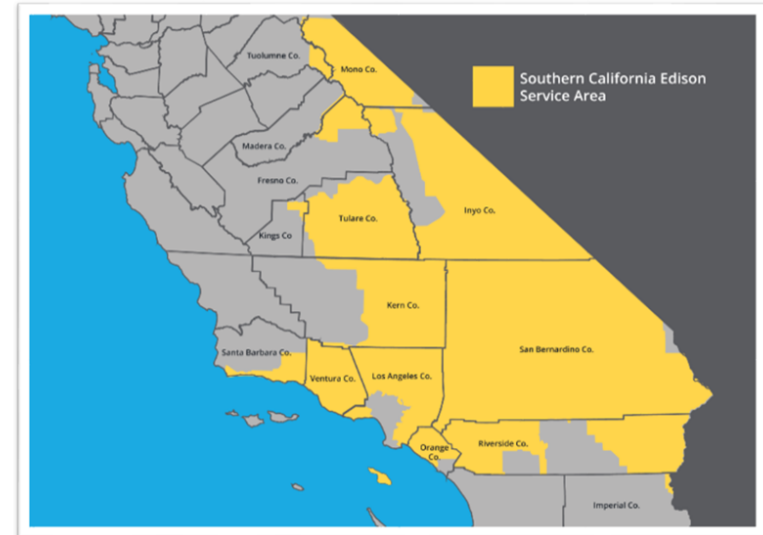 Tuolumne Co.
Mono Co.
Southern California Edison
Service Area
Madera Co.
Fresno Co.
Inyo Co.
Tulare Co.
Kings Co
Kern Co.
San Bernardino Co.
Santa Barbara Co.
Ventura Co.
Los Angeles Co.
Orange
Co.
Riverside Co.
Imperial Co.